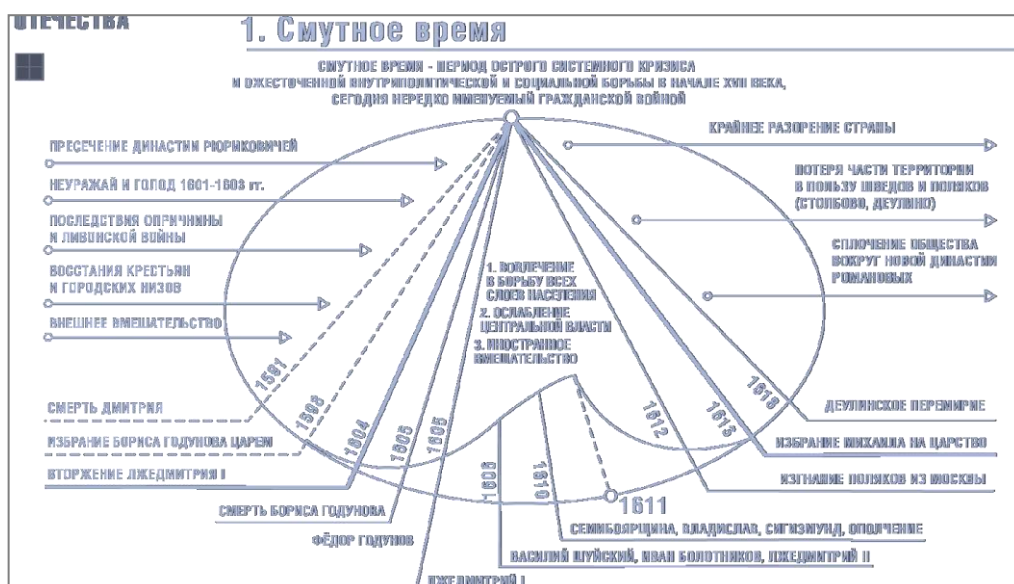 ОТЕЧЕСТВА
1. Смутное время
СМУТНОЕ ВРЕМЯ - ПЕРИОД ОСТРОГО СИСТЕМНОГО КРИЗИСА
И ОЖЕСТОЧЕННОЙ ВНУТРИПОЛИТИЧЕСКОЙ И СОЦИАЛЬНОЙ БОРЬБЫ В НАЧАЛЕ XVII ВЕКА,
СЕГОДНЯ НЕРЕДКО ИМЕНУЕМЫЙ ГРАЖДАНСКОЙ ВОЙНОЙ
ПРЕСЕЧЕНИЕ ДИНАСТИИ РЮРИКОВИЧЕЙ
НЕУРАЖАЙ И ГОЛОД 1601-1603 гг.
ПОСЛЕДСТВИЯ ОПРИЧНИНЫ
И ЛИВОНСКОЙ ВОЙНЫ
ВОССТАНИЯ КРЕСТЬЯН
И ГОРОДСКИХ НИЗОВ
ВНЕШНЕЕ ВМЕШАТЕЛЬСТВО
КРАЙНЕЕ РАЗОРЕНИЕ СТРАНЫ
ПОТЕРЯ ЧАСТИ ТЕРРИТОРИИ
В ПОЛЬЗУ ШВЕДОВ И ПОЛЯКОВ
(СТОЛБОВО, ДЕУЛИНО)
СПЛОЧЕНИЕ ОБЩЕСТВА
ВОКРУГ НОВОЙ ДИНАСТИИ
РОМАНОВЫХ
1. ВОВЛЕЧЕНИЕ
В БОРЬБУ ВСЕХ
СЛОЕВ НАСЕЛЕНИЯ
2. ОСЛАБЛЕНИЕ
ЦЕНТРАЛЬНОЙ ВЛАСТИ
3. ИНОСТРАННОЕ
ВМЕШАТЕЛЬСТВО
1591
1598
1604
1605
1605
1606
1610
1611
1612
1613
1618
СМЕРТЬ ДМИТРИЯ
ИЗБРАНИЕ БОРИСА ГОДУНОВА ЦАРЕМ
ВТОРЖЕНИЕ ЛЖЕДМИТРИЯ I
СМЕРТЬ БОРИСА ГОДУНОВА
ФЁДОР ГОДУНОВ
ЛЖЕДМИТРИЙ I
ДЕУЛИНСКОЕ ПЕРЕМИРИЕ
ИЗБРАНИЕ МИХАИЛА НА ЦАРСТВО
ИЗГНАНИЕ ПОЛЯКОВ ИЗ МОСКВЫ
СЕМИБОЯРЩИНА, ВЛАДИСЛАВ, СИГИЗМУНД, ОПОЛЧЕНИЕ
ВАСИЛИЙ ШУЙСКИЙ, ИВАН БОЛОТНИКОВ, ЛЖЕДМИТРИЙ II